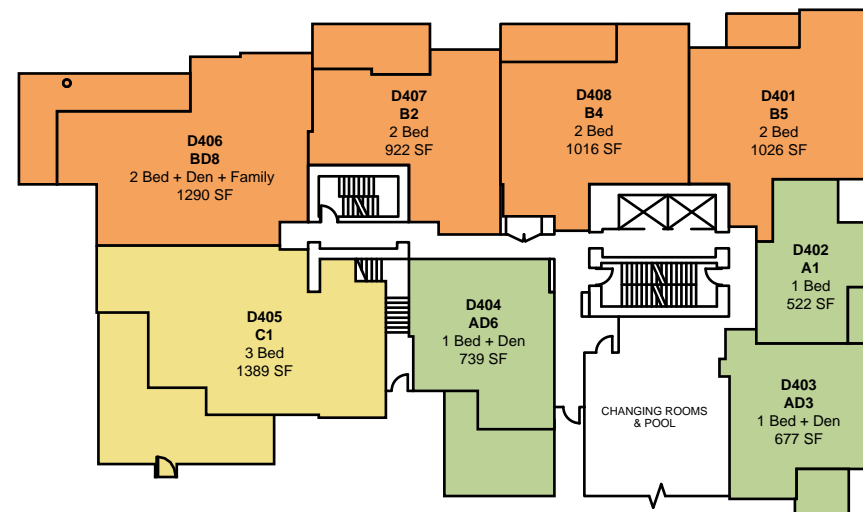 D407
B2
2 Bed
922 SF
D408
B4
2 Bed
1016 SF
D401
B5
2 Bed
1026 SF
D406
BD8
2 Bed + Den + Family
1290 SF
D402
A1
1 Bed
522 SF
D405
C1
3 Bed
1389 SF
D404
AD6
1 Bed + Den
739 SF
D403
AD3
1 Bed + Den
677 SF
CHANGING ROOMS
& POOL